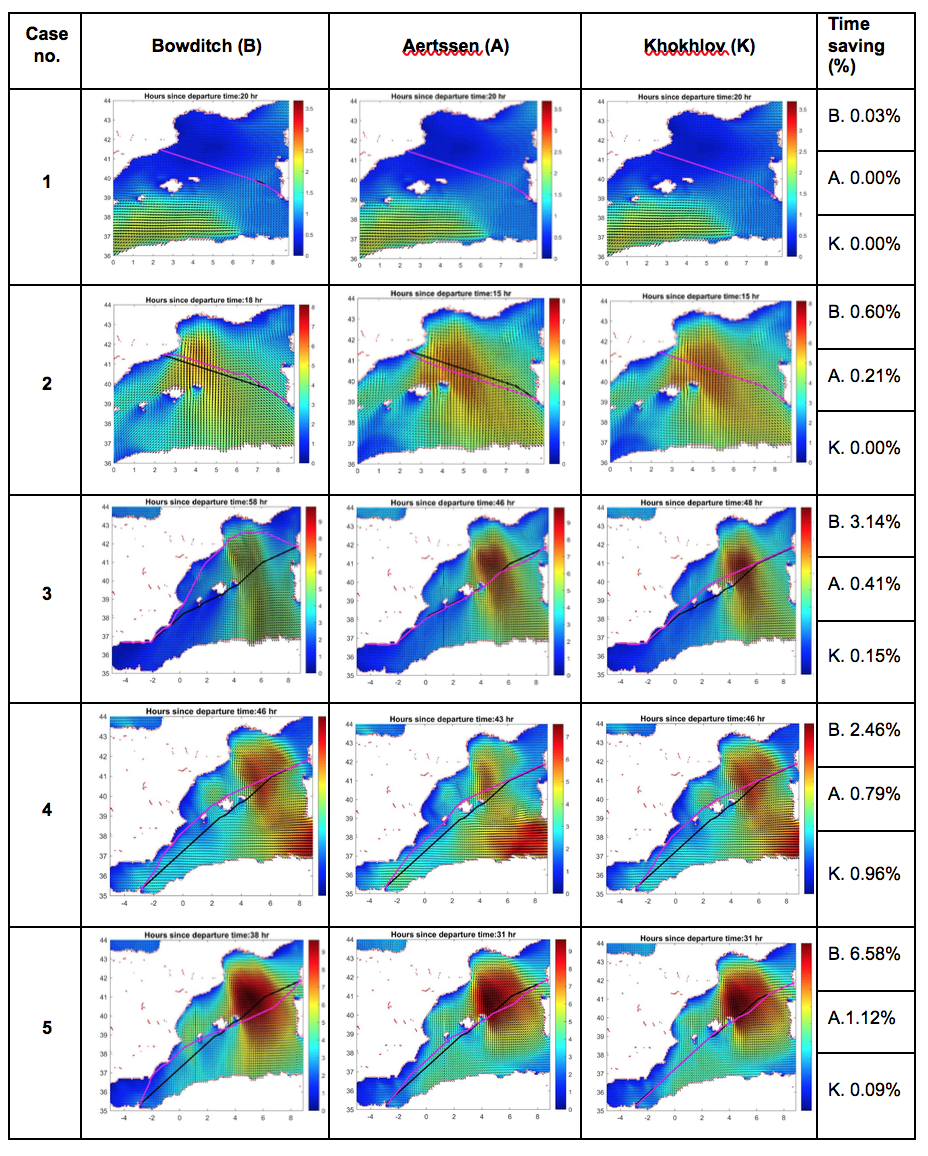 Case no.
Bowditch (B)
Aertssen (A)
Khokhlov (K)
Time saving (%)
1
Hours since departure time:20 hr
Hours since departure time:20 hr
Hours since departure time:20 hr
B. 0.03%
A. 0.00%
K. 0.00%
2
Hours since departure time:18 hr
Hours since departure time:15 hr
Hours since departure time:15 hr
B. 0.60%
A. 0.21%
K. 0.00%
3
Hours since departure time:58 hr
Hours since departure time:46 hr
Hours since departure time:48 hr
B. 3.14%
A. 0.41%
K. 0.15%
4
Hours since departure time:46 hr
Hours since departure time:43 hr
Hours since departure time:46 hr
B. 2.46%
A. 0.79%
K. 0.96%
5
Hours since departure time:38 hr
Hours since departure time:31 hr
Hours since departure time:31 hr
B. 6.58%
A.1.12%
K. 0.09%